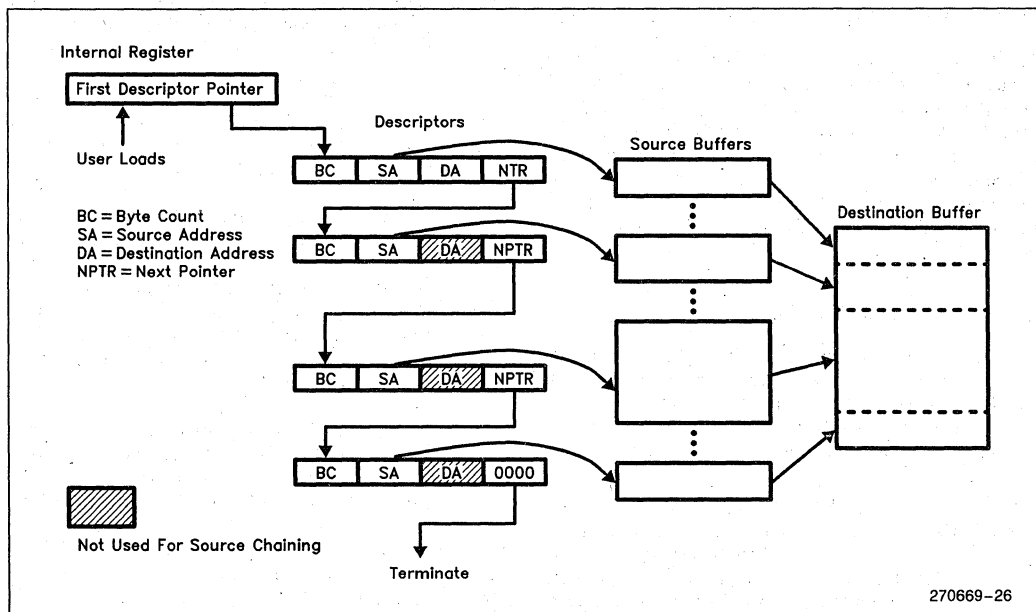 Internal Register
First Descriptor Pointer
User Loads
Descriptors
Source Buffers
Destination Buffer
BC SA DA NTR
BC = Byte Count
SA = Source Address
DA = Destination Address
NPTR = Next Pointer
BC SA DA NPTR
BC SA DA NPTR
BC SA DA 0000
Not Used For Source Chaining
Terminate
270669-26